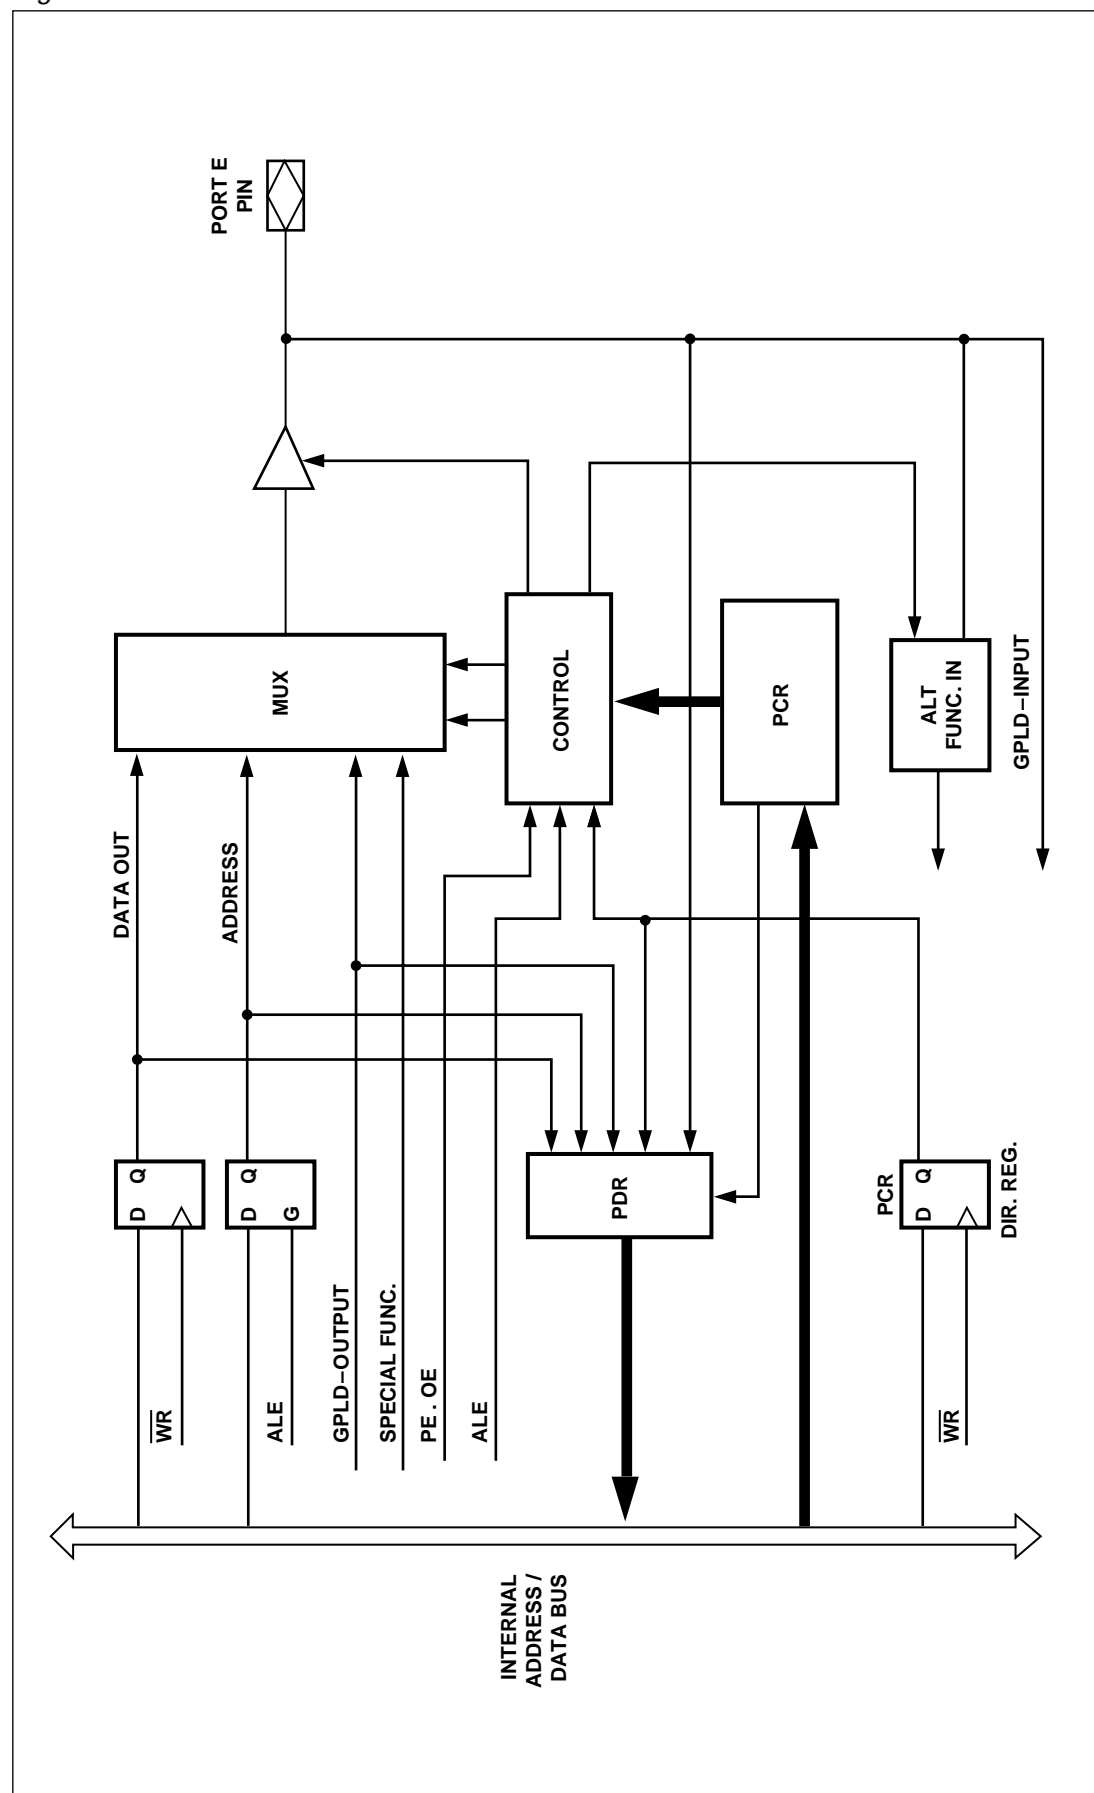 PORT E
PIN
DATA OUT
ADDRESS
MUX
CONTROL
PCR
ALT
FUNC. IN
GPLD–INPUT
D Q
WR
D Q
G
ALE
GPLD–OUTPUT
SPECIAL FUNC.
PE . OE
ALE
PDR
PCR
D Q
DIR. REG.
WR
INTERNAL
ADDRESS /
DATA BUS